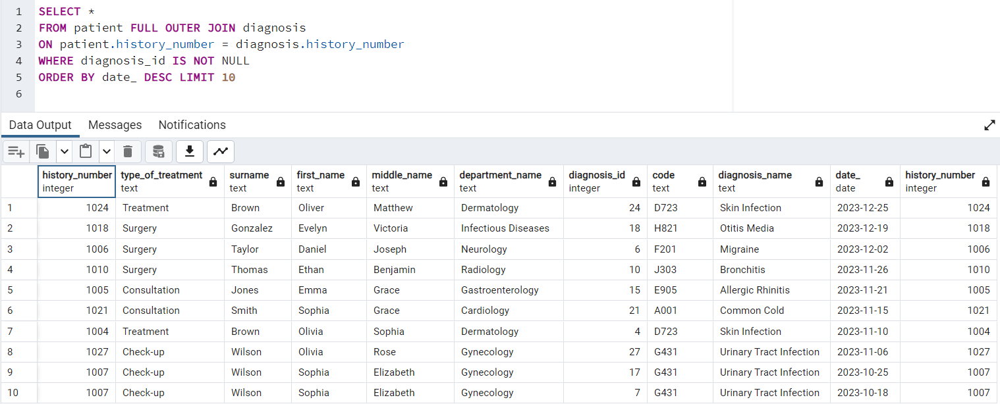 1 SELECT *
2 FROM patient FULL OUTER JOIN diagnosis
3 ON patient.history_number = diagnosis.history_number
4 WHERE diagnosis_id IS NOT NULL
5 ORDER BY date_ DESC LIMIT 10
6
Data Output Messages Notifications
history_number type_of_treatment surname first_name middle_name department_name diagnosis_id code diagnosis_name date_ history_number
integer text text text text text integer text text date integer
1 1024 Treatment Brown Oliver Matthew Dermatology 24 D723 Skin Infection 2023-12-25 1024
2 1018 Surgery Gonzalez Evelyn Victoria Infectious Diseases 18 H821 Otitis Media 2023-12-19 1018
3 1006 Surgery Taylor Daniel Joseph Neurology 6 F201 Migraine 2023-12-02 1006
4 1010 Surgery Thomas Ethan Benjamin Radiology 10 J303 Bronchitis 2023-11-26 1010
5 1005 Consultation Jones Emma Grace Gastroenterology 15 E905 Allergic Rhinitis 2023-11-21 1005
6 1021 Consultation Smith Sophia Grace Cardiology 21 A001 Common Cold 2023-11-15 1021
7 1004 Treatment Brown Olivia Sophia Dermatology 4 D723 Skin Infection 2023-11-10 1004
8 1027 Check-up Wilson Olivia Rose Gynecology 27 G431 Urinary Tract Infection 2023-11-06 1027
9 1007 Check-up Wilson Sophia Elizabeth Gynecology 17 G431 Urinary Tract Infection 2023-10-25 1007
10 1007 Check-up Wilson Sophia Elizabeth Gynecology 7 G431 Urinary Tract Infection 2023-10-18 1007